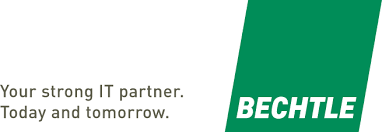 Your strong IT partner.
Today and tomorrow.
BECHTLE